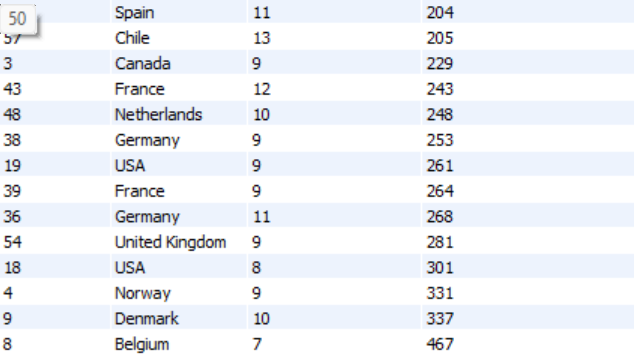 50 Spain 11 204
57 Chile 13 205
3 Canada 9 229
43 France 12 243
48 Netherlands 10 248
38 Germany 9 253
19 USA 9 261
39 France 9 264
36 Germany 11 268
54 United Kingdom 9 281
18 USA 8 301
4 Norway 9 331
9 Denmark 10 337
8 Belgium 7 467